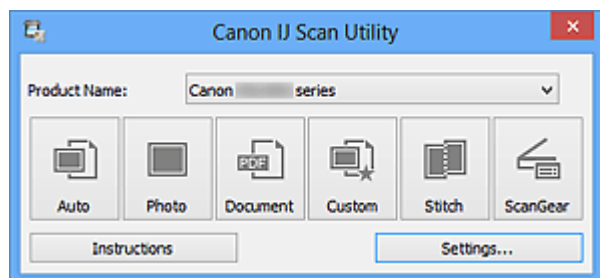 Canon IJ Scan Utility
Product Name: Canon series
PDF
Auto Photo Document Custom Stitch ScanGear
Instructions Settings...